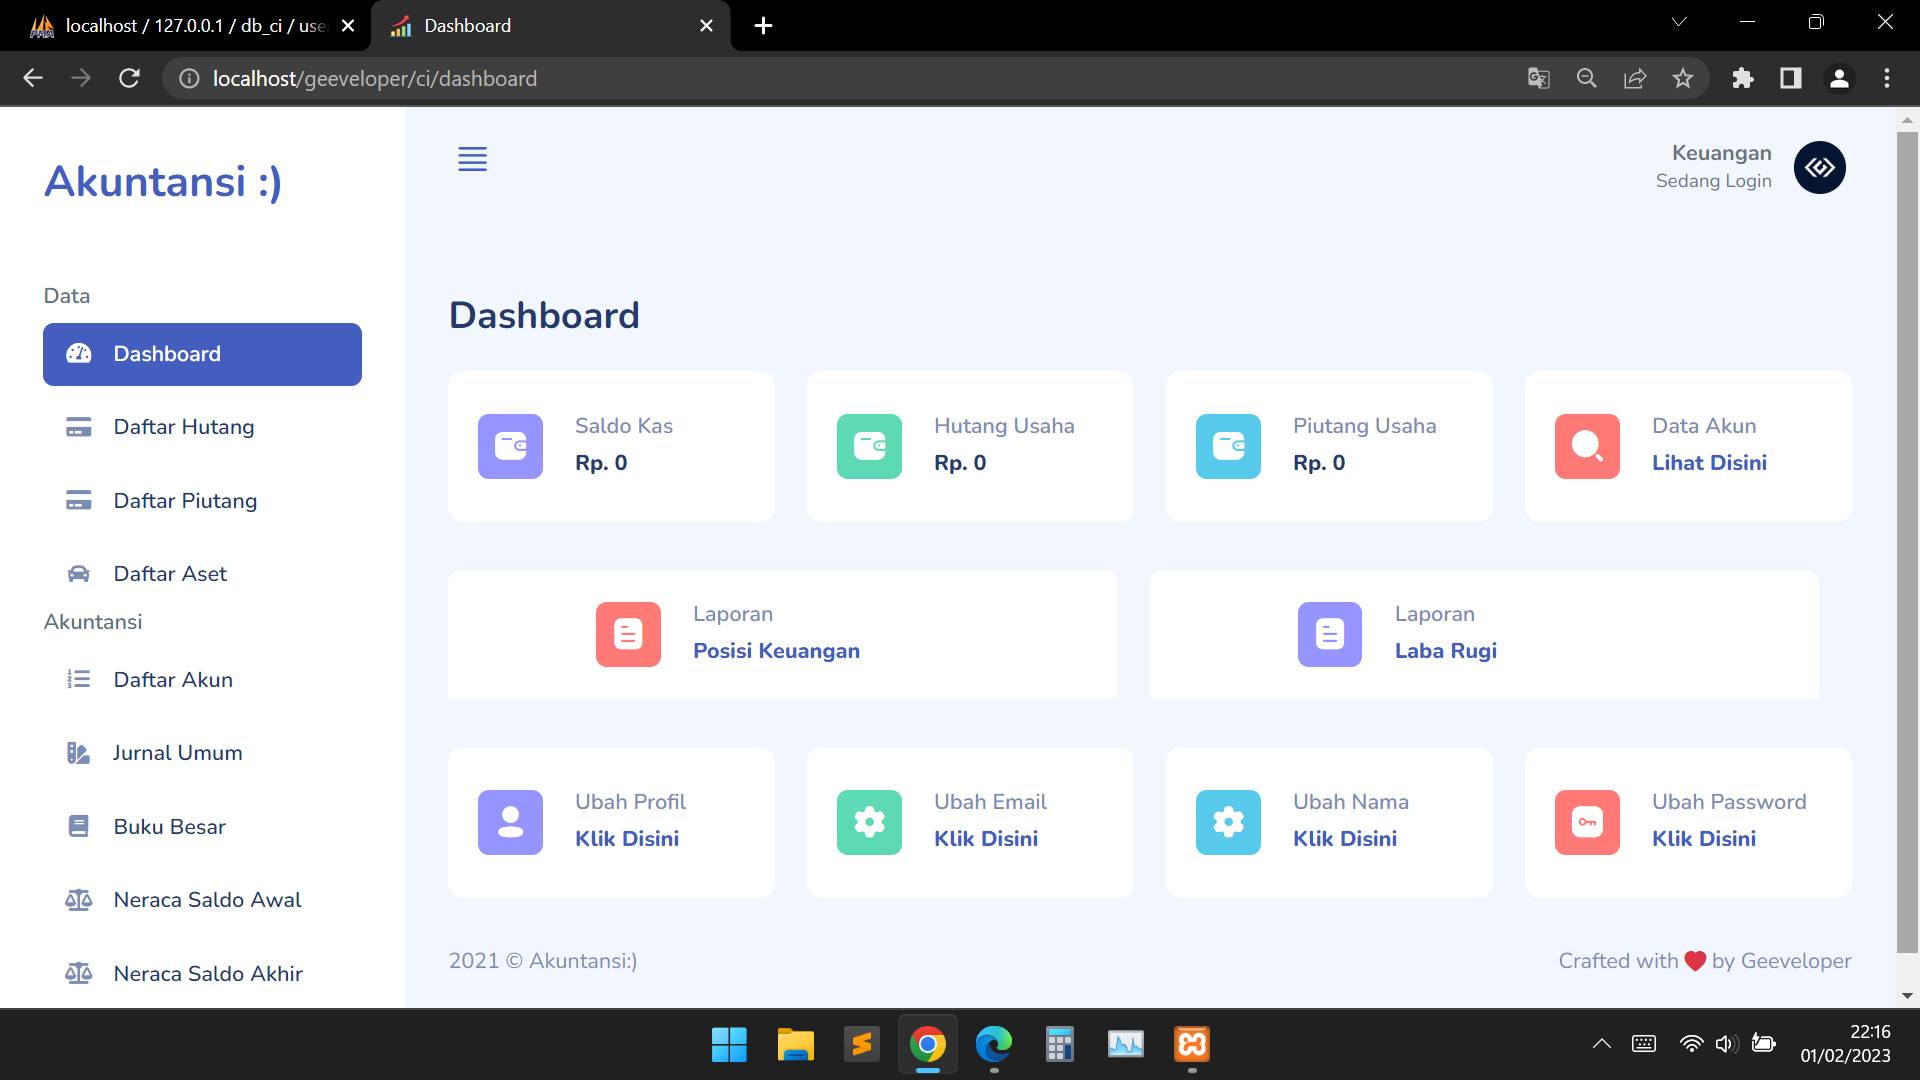 localhost / 127.0.0.1 / db_ci / use
Dashboard
localhost/geeveloper/ci/dashboard
Akuntansi :)
Keuangan
Sedang Login
Data
Dashboard
Daftar Hutang
Daftar Piutang
Daftar Aset
Akuntansi
Daftar Akun
Jurnal Umum
Buku Besar
Neraca Saldo Awal
Neraca Saldo Akhir
Dashboard
Saldo Kas
Rp. 0
Hutang Usaha
Rp. 0
Piutang Usaha
Rp. 0
Data Akun
Lihat Disini
Laporan
Posisi Keuangan
Laporan
Laba Rugi
Ubah Profil
Klik Disini
Ubah Email
Klik Disini
Ubah Nama
Klik Disini
Ubah Password
Klik Disini
2021 © Akuntansi:)
Crafted with ❤ by Geeveloper
22:16
01/02/2023